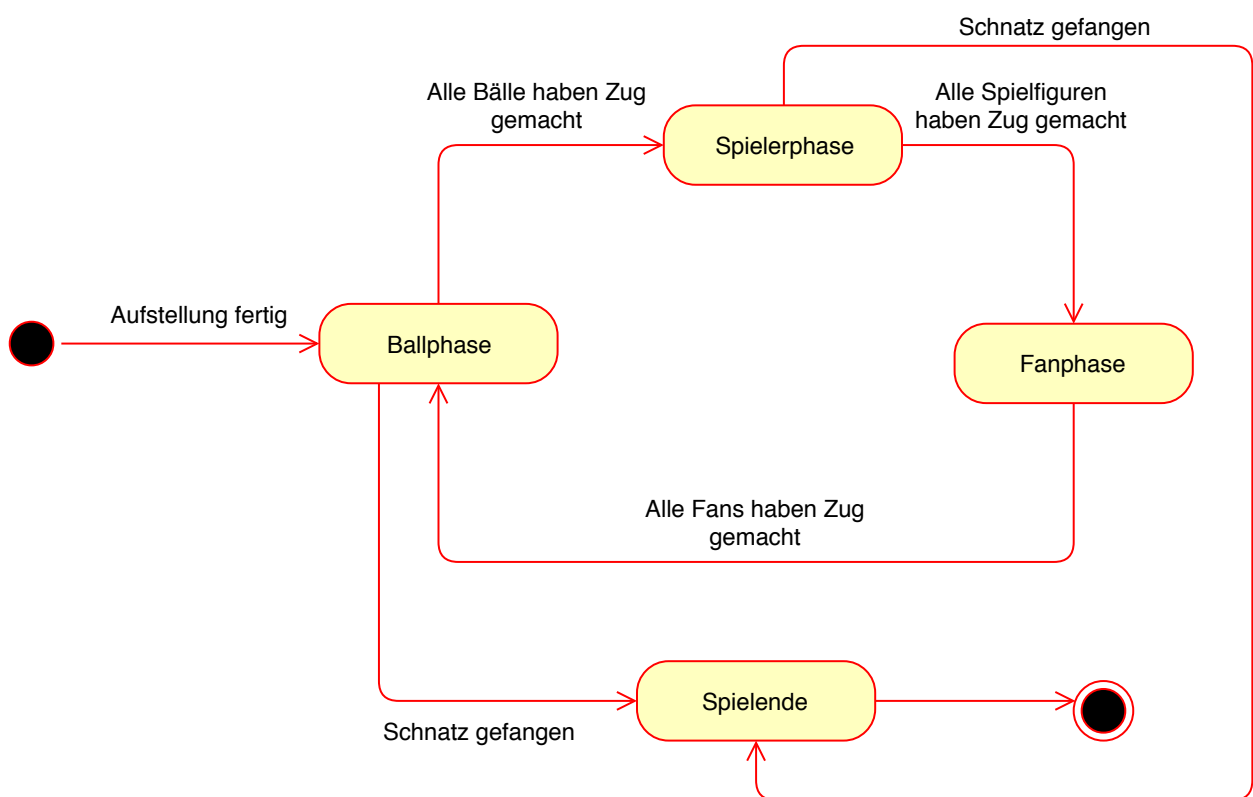 Schnatz gefangen
Alle Bälle haben Zug
gemacht
Alle Spielfiguren
haben Zug gemacht
Spielerphase
Aufstellung fertig
Ballphase
Fanphase
Alle Fans haben Zug
gemacht
Spielende
Schnatz gefangen